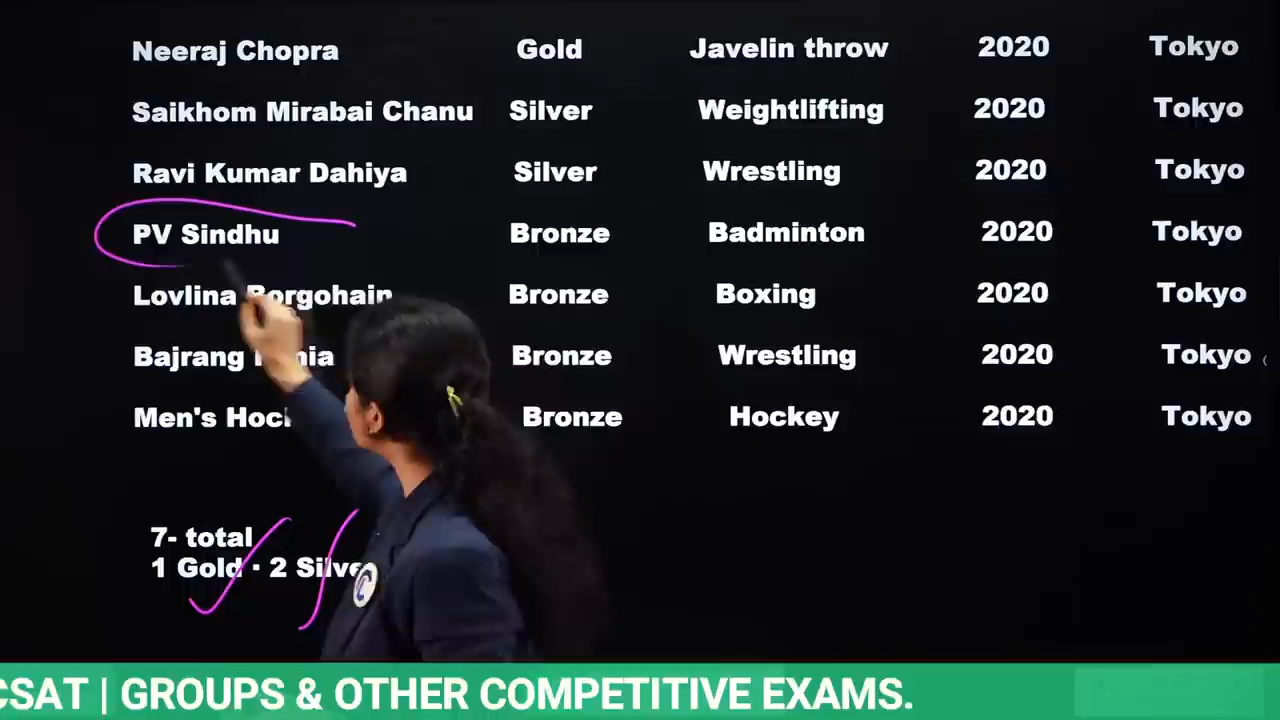 Neeraj Chopra Gold Javelin throw 2020 Tokyo
Saikhom Mirabai Chanu Silver Weightlifting 2020 Tokyo
Ravi Kumar Dahiya Silver Wrestling 2020 Tokyo
PV Sindhu Bronze Badminton 2020 Tokyo
Lovlina Borgohain Bronze Boxing 2020 Tokyo
Bajrang Bronze Wrestling 2020 Tokyo
Men's Bronze Hockey 2020 Tokyo
7- total
1 Gold · 2 Silve
CSAT | GROUPS & OTHER COMPETITIVE EXAMS.